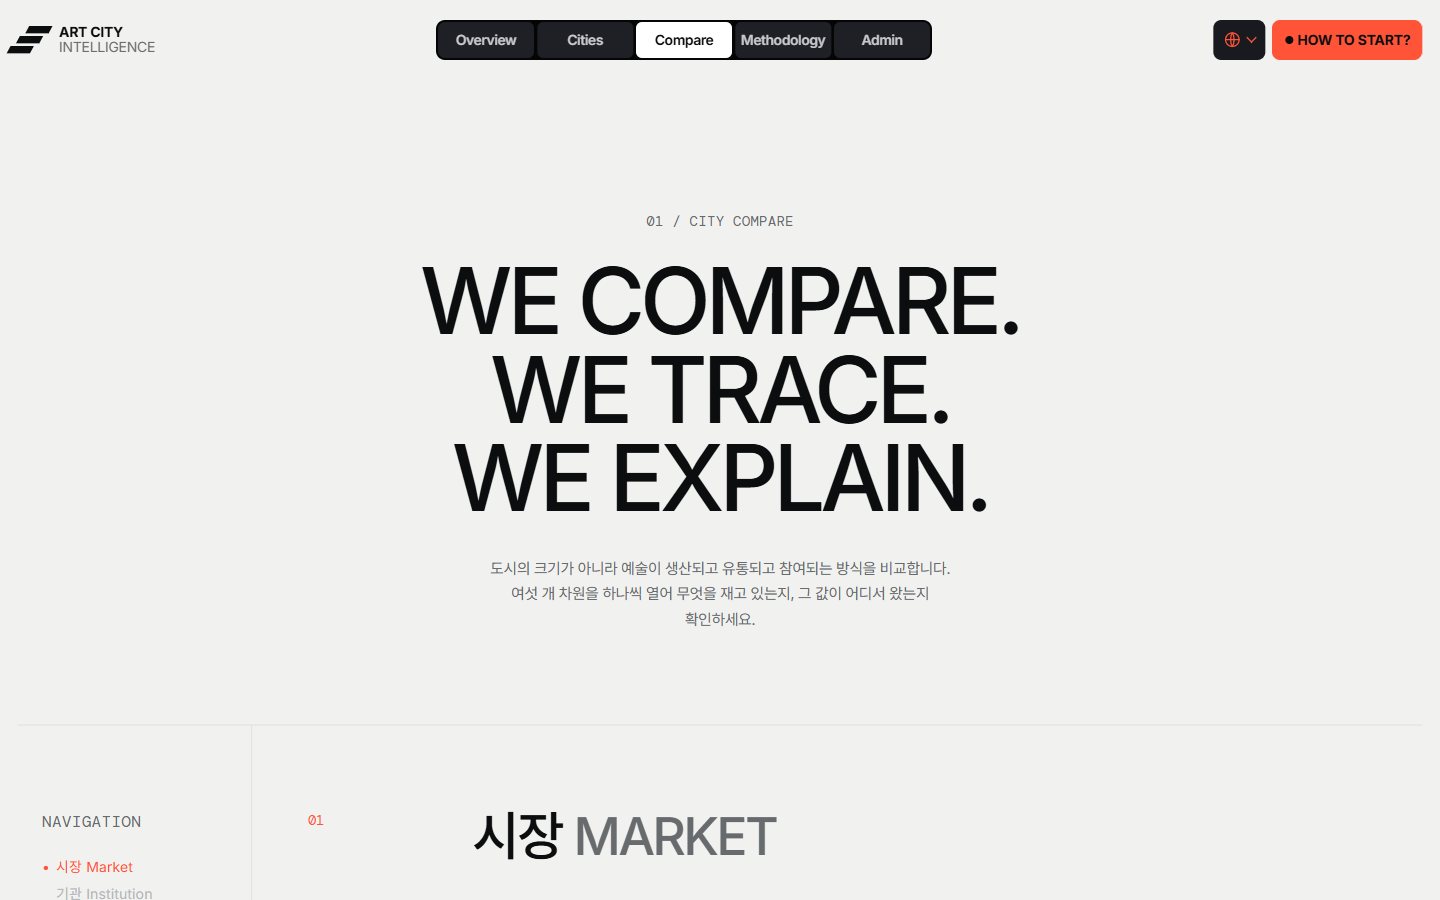 ART CITY
INTELLIGENCE
Overview
Cities
Compare
Methodology
Admin
HOW TO START?
01 / CITY COMPARE
WE COMPARE.
WE TRACE.
WE EXPLAIN.
도시의 크기가 아니라 예술이 생산되고 유통되고 참여되는 방식을 비교합니다.
여섯 개 차원을 하나씩 열어 무엇을 재고 있는지, 그 값이 어디서 왔는지
확인하세요.
NAVIGATION
• 시장 Market
기관 Institution
01
시장 MARKET